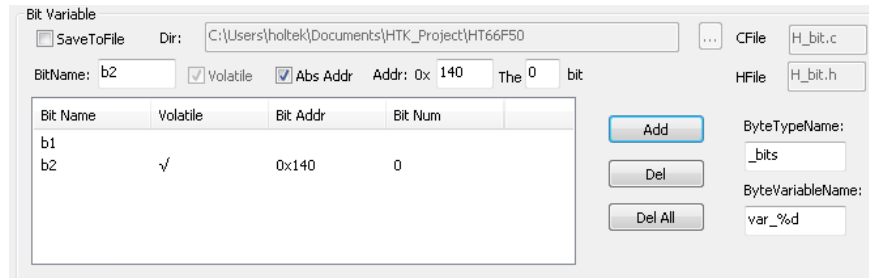 Bit Variable
SaveToFile Dir: C:\Users\holtek\Documents\HTK_Project\HT66F50 ... CFile H_bit.c
BitName: b2 Volatile Abs Addr Addr: 0x 140 The 0 bit HFile H_bit.h
Bit Name Volatile Bit Addr Bit Num
b1
b2 √ 0x140 0
Add
Del
Del All
ByteTypeName:
_bits
ByteVariableName:
var_%d